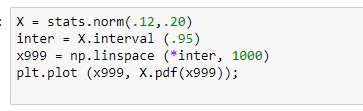 X = stats.norm(.12,.20)
inter = X.interval (.95)
x999 = np.linspace (*inter, 1000)
plt.plot (x999, X.pdf(x999));